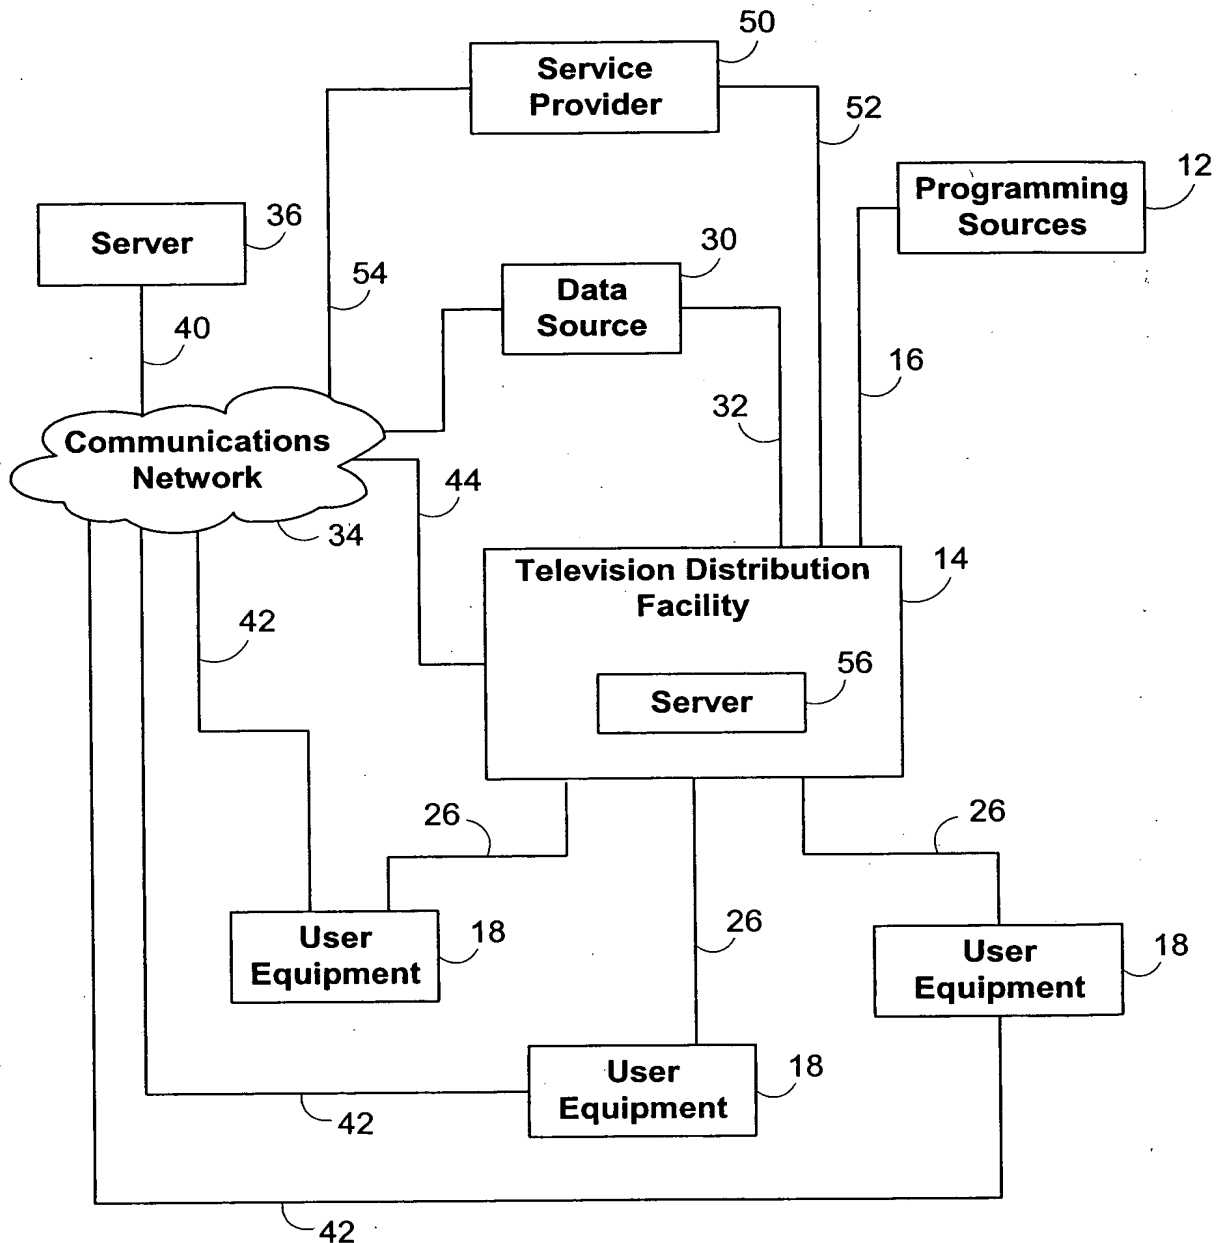 50
Service
Provider
52
12
Programming
Sources
36
Server
30
54
Data
Source
40
16
32
Communications
Network
44
34
Television Distribution
Facility
14
42
56
Server
26
26
User
Equipment
18
26
User
Equipment
18
User
Equipment
18
42
42